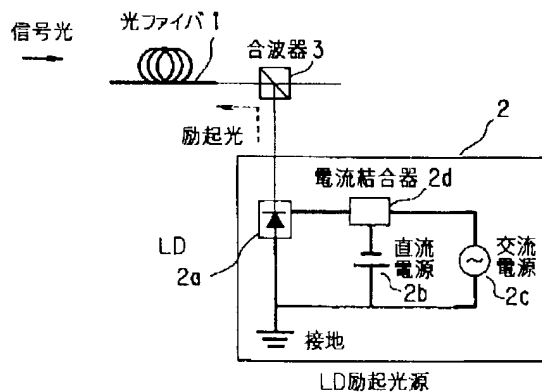 信号光
光ファイバ1
合波器3
励起光
2
電流結合器 2d
LD
2a
直流
電源
2b
交流
電源
2c
~
接地
LD励起光源